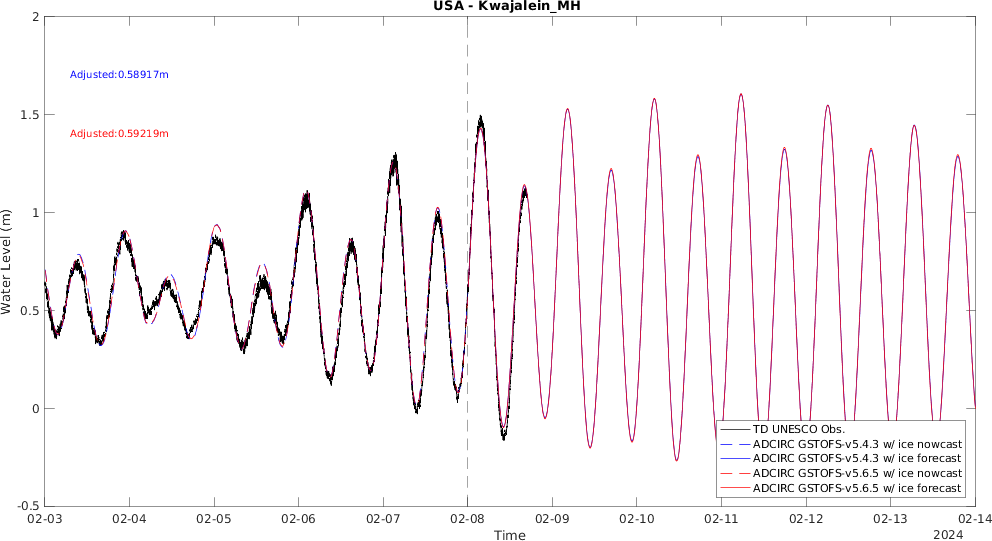 USA - Kwajalein_MH
2
Adjusted:0.58917m
1.5
Adjusted:0.59219m
1
Water Level (m)
0.5
0
TD UNESCO Obs.
ADCIRC GSTOFS-v5.4.3 w/ ice nowcast
ADCIRC GSTOFS-v5.4.3 w/ ice forecast
ADCIRC GSTOFS-v5.6.5 w/ ice nowcast
ADCIRC GSTOFS-v5.6.5 w/ ice forecast
-0.5
02-03 02-04 02-05 02-06 02-07 02-08 02-09 02-10 02-11 02-12 02-13 02-14
Time
2024